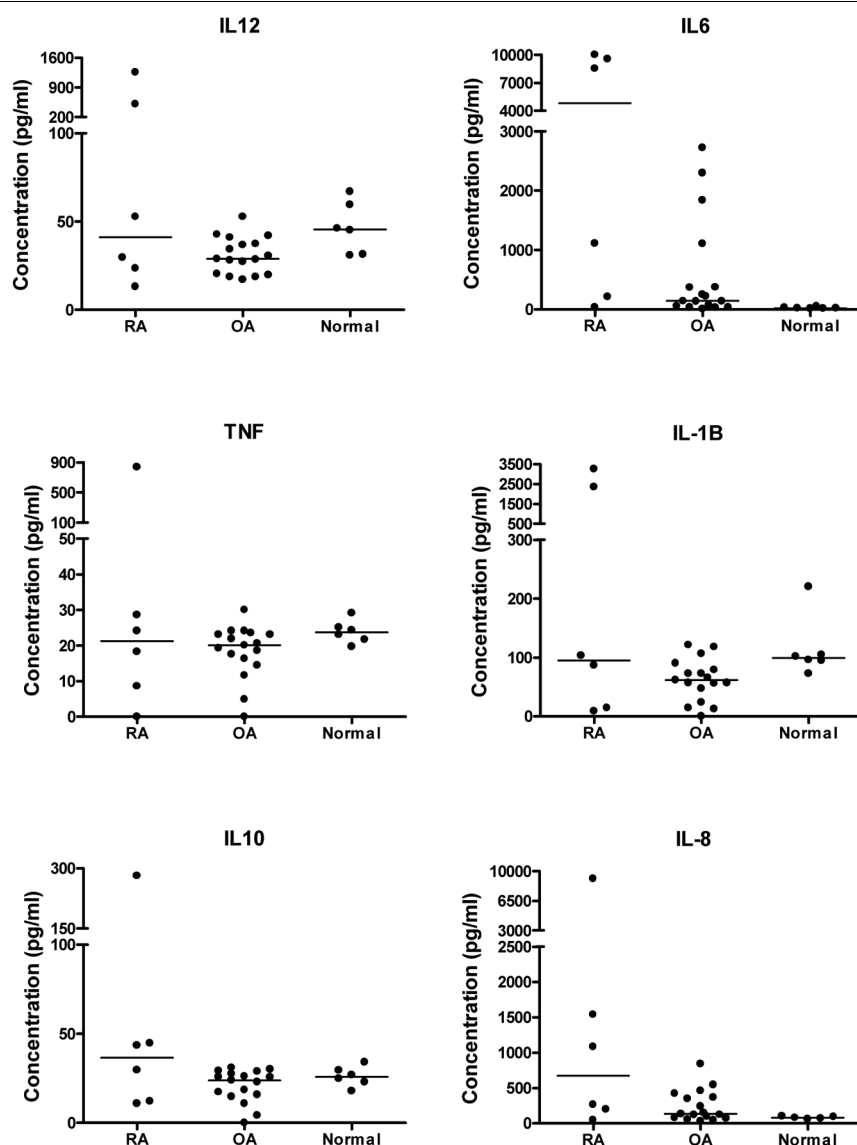 IL12
Concentration (pg/ml)
1600
900
200
100
50
0
RA OA Normal
IL6
Concentration (pg/ml)
10000
7000
4000
3000
2000
1000
0
RA OA Normal
TNF
Concentration (pg/ml)
900
500
100
50
40
30
20
10
0
RA OA Normal
IL-1B
Concentration (pg/ml)
3500
2500
1500
500
300
200
100
0
RA OA Normal
IL10
Concentration (pg/ml)
300
150
100
50
0
RA OA Normal
IL-8
Concentration (pg/ml)
10000
6500
3000
2500
2000
1500
1000
500
0
RA OA Normal